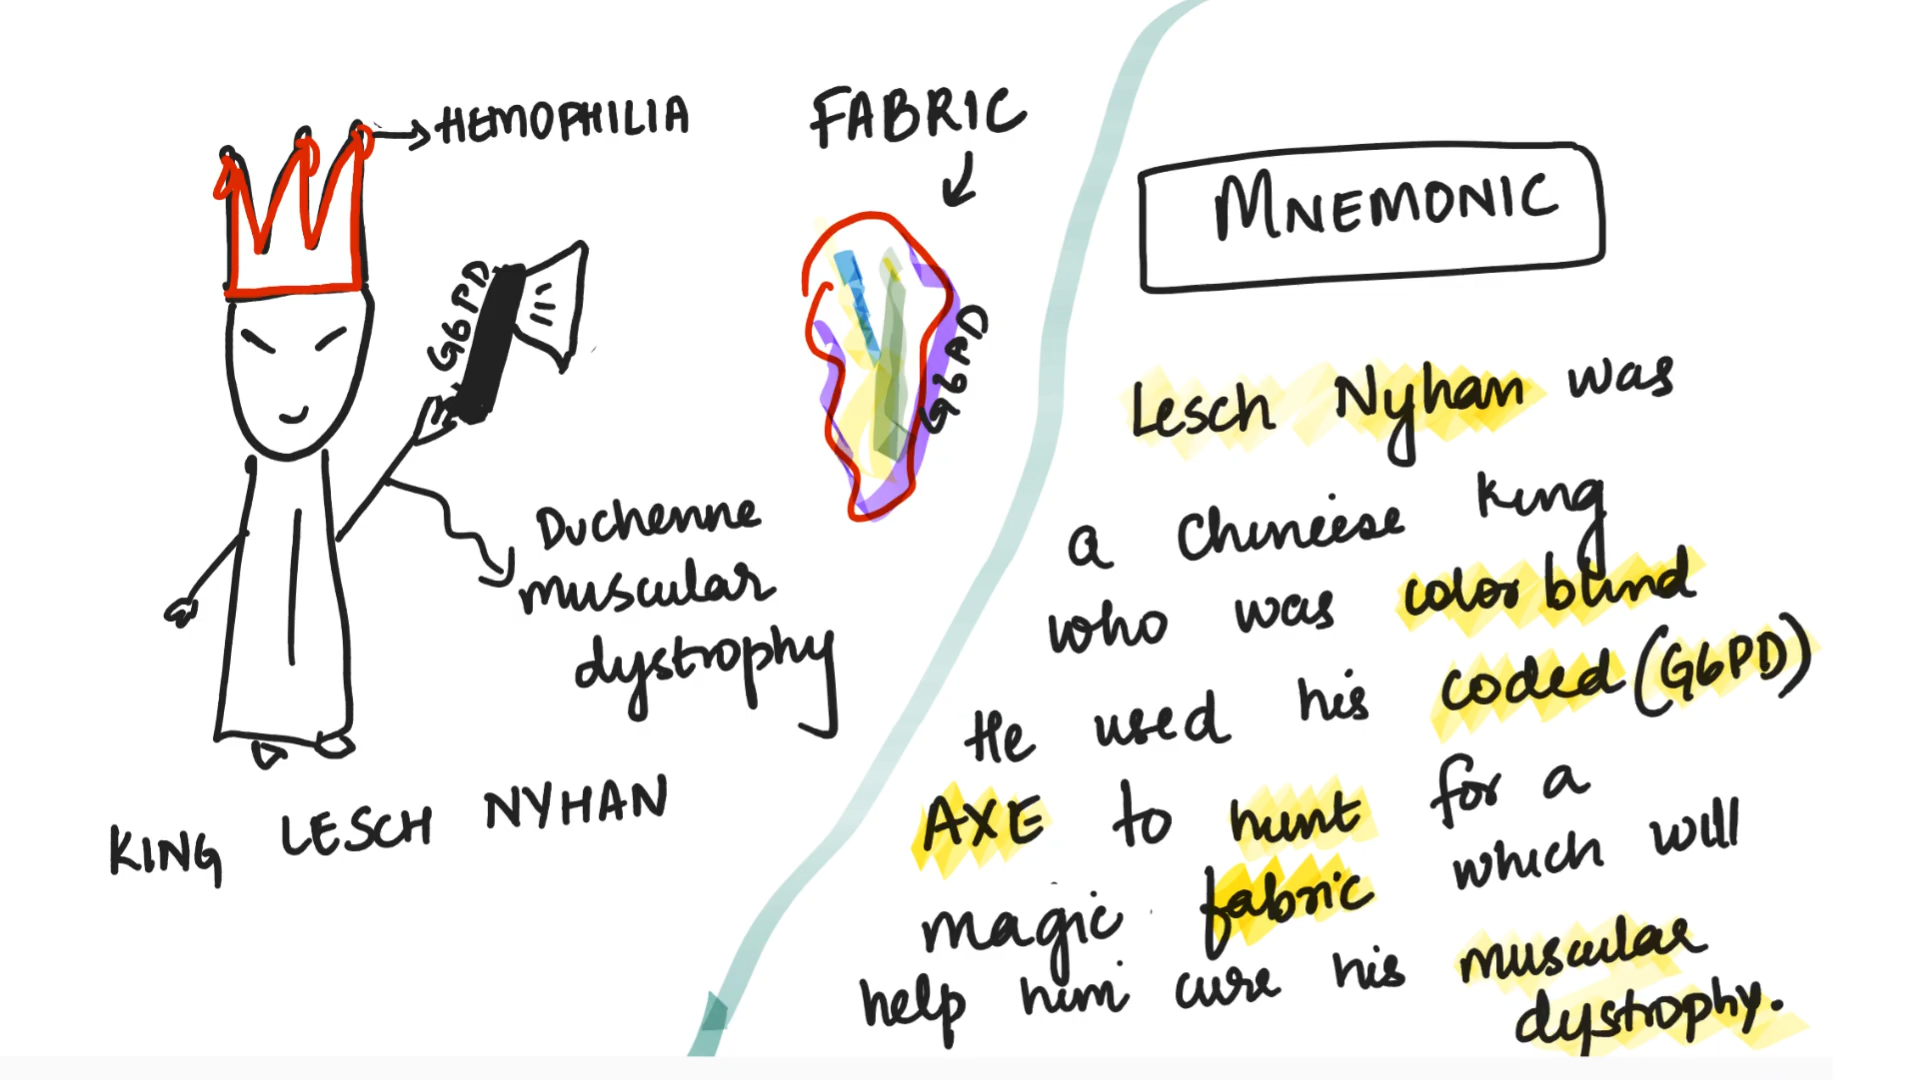 HEMOPHILIA
FABRIC
G6PD
G6PD
Duchenne
muscular
dystrophy
KING LESCH NYHAN
MNEMONIC
Lesch Nyhan was
a Chineese King
who was color blind
He used his coded (G6PD)
AXE to hunt for a
magic fabric which will
help him cure his muscular
dystrophy.